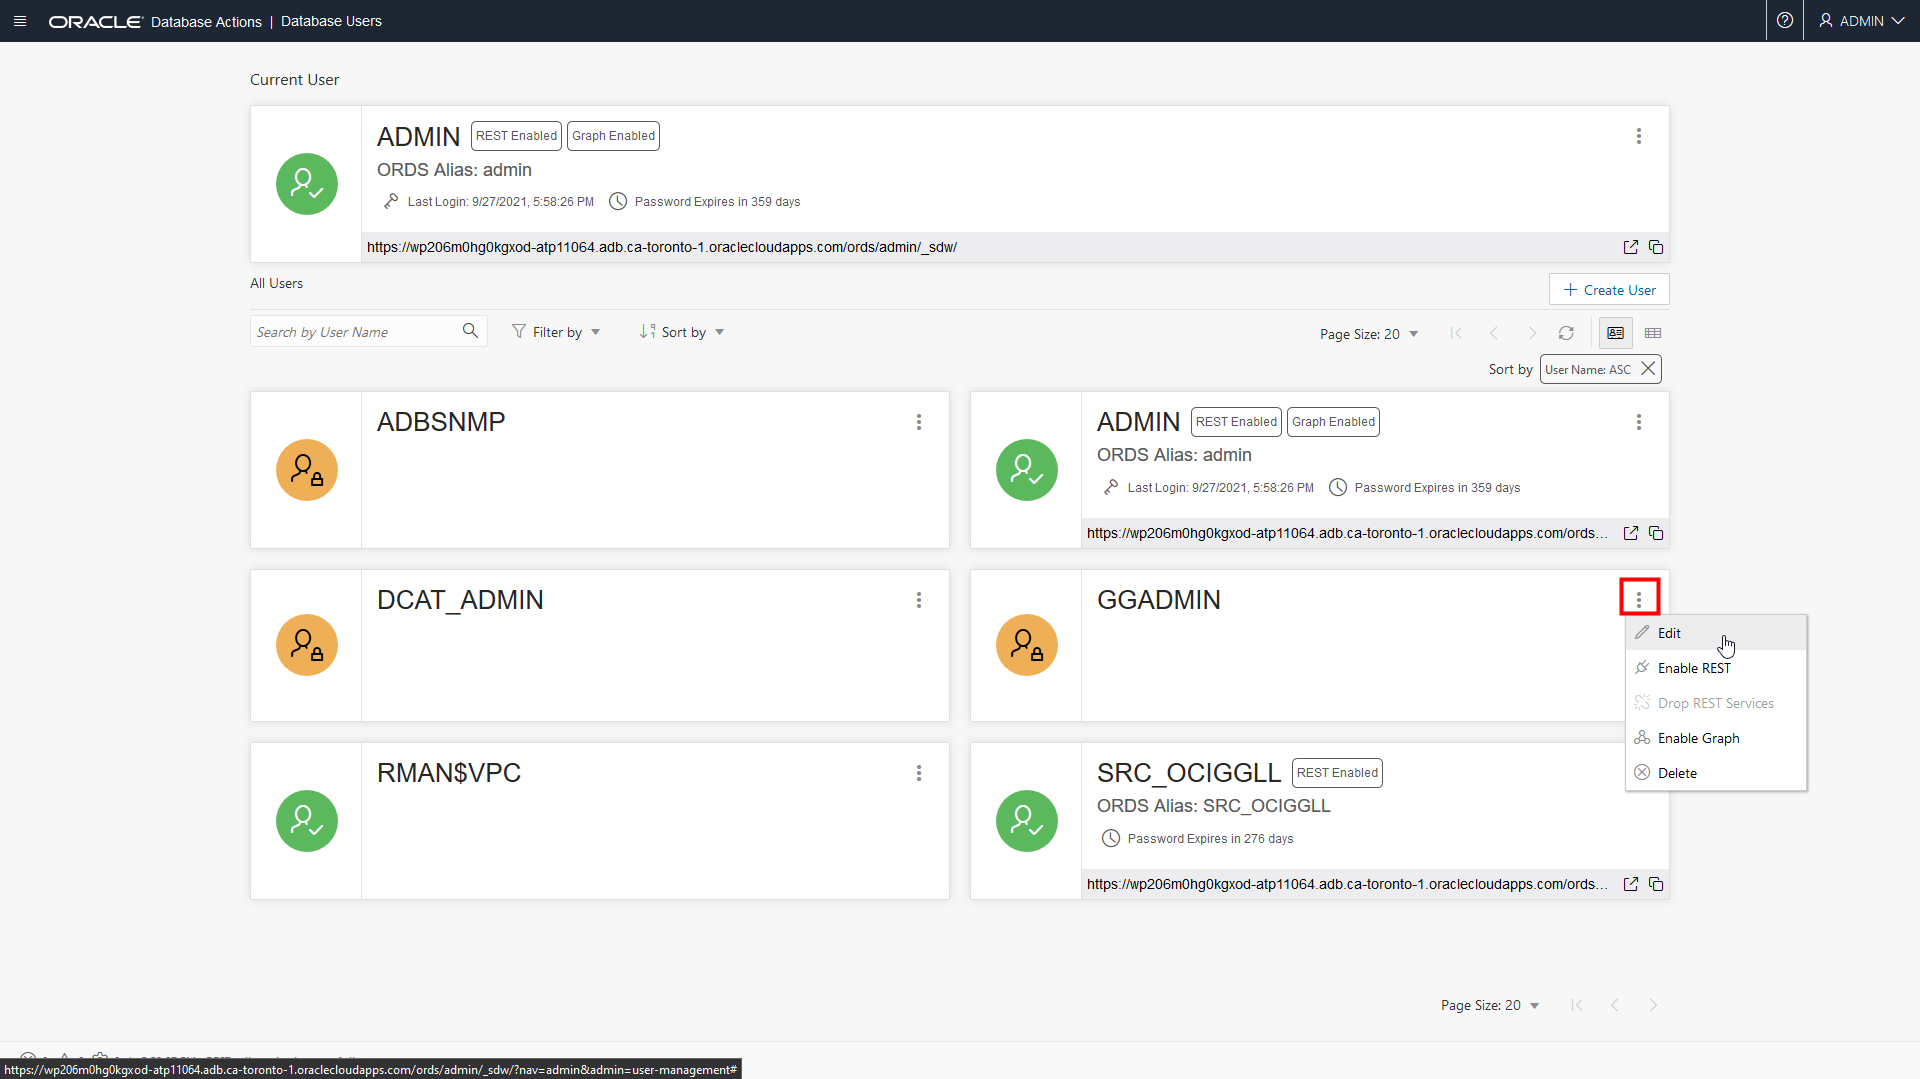 ORACLE Database Actions | Database Users
ADMIN
Current User
ADMIN REST Enabled Graph Enabled
ORDS Alias: admin
Last Login: 9/27/2021, 5:58:26 PM Password Expires in 359 days
https://wp206m0hg0kgxod-atp11064.adb.ca-toronto-1.oraclecloudapps.com/ords/admin/_sdw/
All Users
Create User
Search by User Name
Filter by
Sort by
Page Size: 20
Sort by User Name: ASC
ADBSNMP
ADMIN REST Enabled Graph Enabled
ORDS Alias: admin
Last Login: 9/27/2021, 5:58:26 PM Password Expires in 359 days
https://wp206m0hg0kgxod-atp11064.adb.ca-toronto-1.oraclecloudapps.com/ords...
DCAT_ADMIN
GGADMIN
Edit
Enable REST
Drop REST Services
Enable Graph
Delete
RMAN$VPC
SRC_OCIGGLL REST Enabled
ORDS Alias: SRC_OCIGGLL
Password Expires in 276 days
https://wp206m0hg0kgxod-atp11064.adb.ca-toronto-1.oraclecloudapps.com/ords...
Page Size: 20
https://wp206m0hg0kgxod-atp11064.adb.ca-toronto-1.oraclecloudapps.com/ords/admin/_sdw/?nav=admin&admin=user-management#